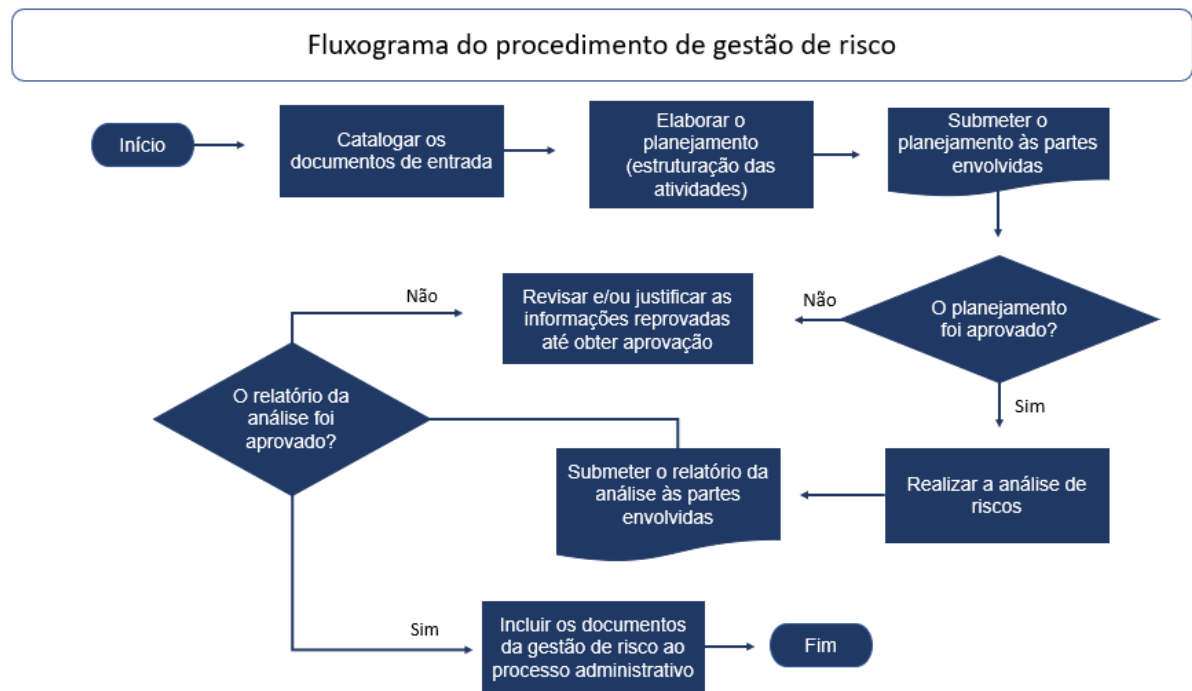 Fluxograma do procedimento de gestão de risco
Início
Catalogar os
documentos de entrada
Elaborar o
planejamento
(estruturação das
atividades)
Submeter o
planejamento às partes
envolvidas
O planejamento
foi aprovado?
Não
Revisar e/ou justificar as
informações reprovadas
até obter aprovação
Sim
Realizar a análise de
riscos
Submeter o relatório da
análise às partes
envolvidas
O relatório da
análise foi
aprovado?
Não
Sim
Incluir os documentos
da gestão de risco ao
processo administrativo
Fim